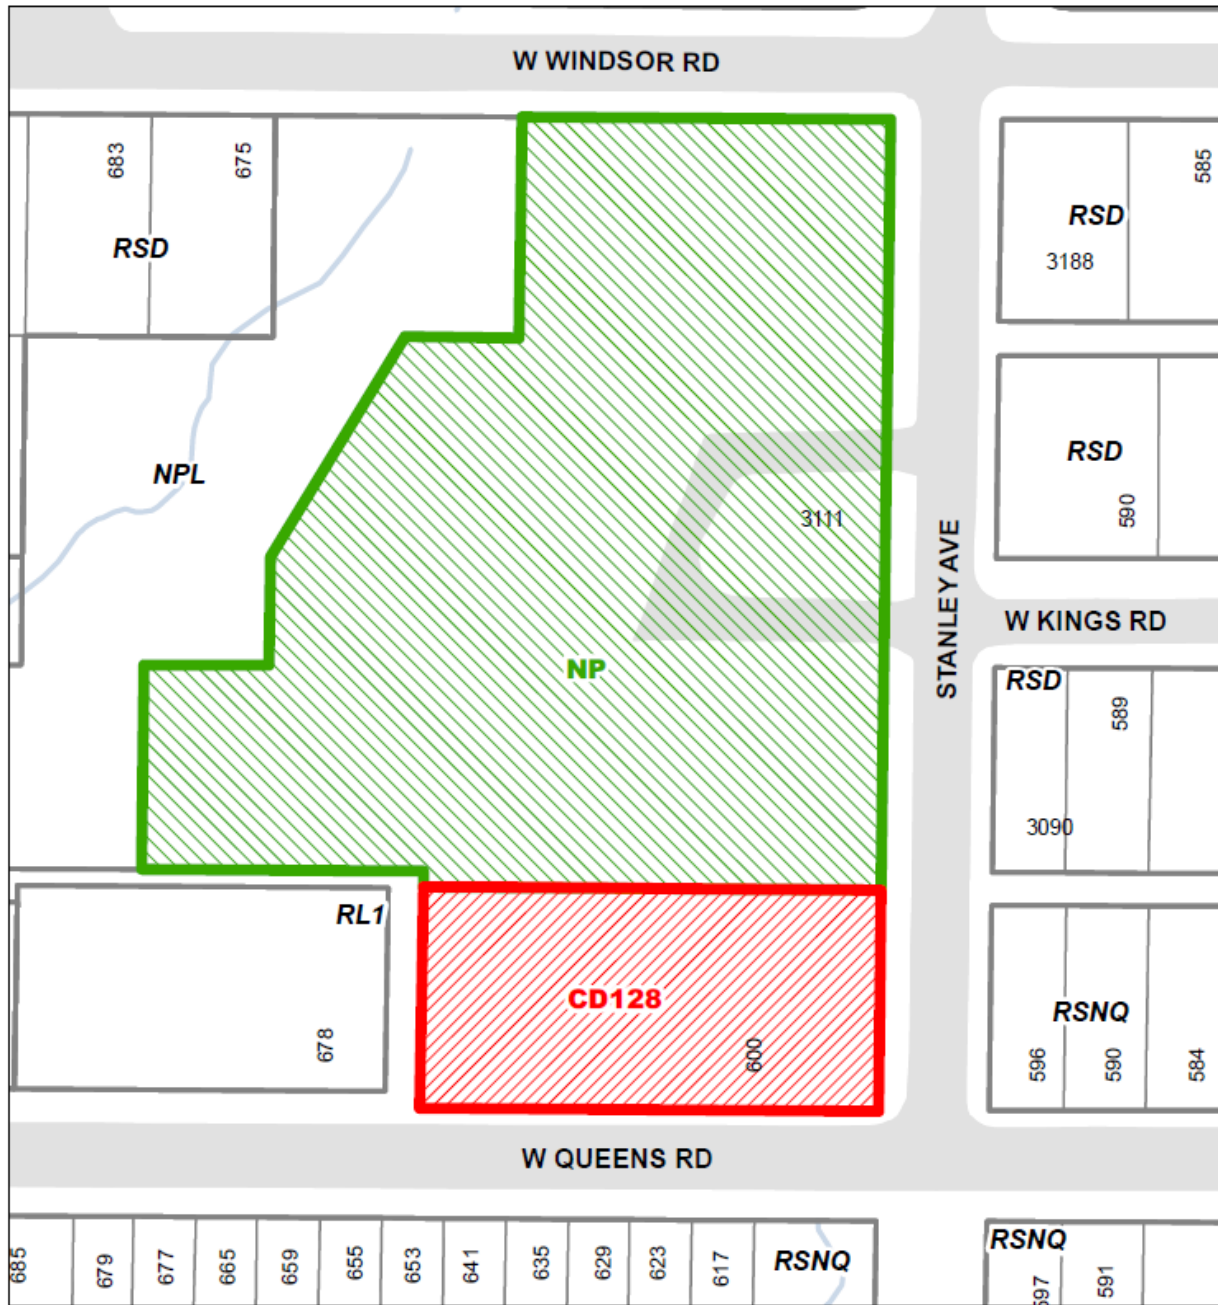 W WINDSOR RD
683
675
585
RSD
RSD
3188
RSD
NPL
590
3111
STANLEY AVE
W KINGS RD
NP
RSD
589
3090
RL1
CD128
RSNQ
678
600
596
590
584
W QUEENS RD
685
679
677
665
659
655
653
641
635
629
623
617
RSNQ
RSNQ
597
591